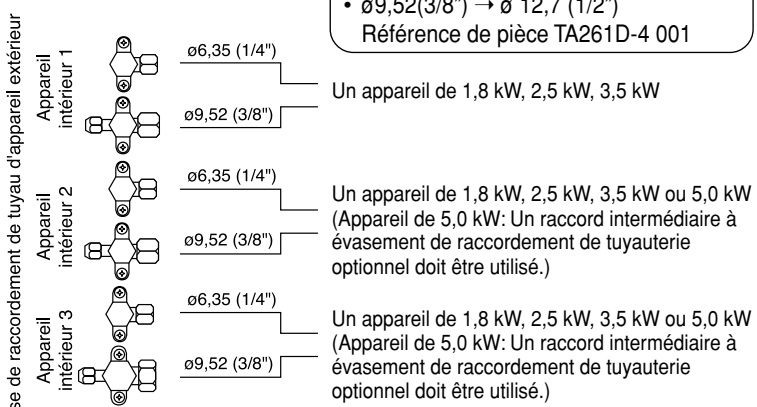 • ø9,52(3/8") → ø 12,7 (1/2")
Référence de pièce TA261D-4 001
se de raccordement de tuyau d'appareil extérieur
Appareil
intérieur 1
ø6,35 (1/4")
ø9,52 (3/8")
Un appareil de 1,8 kW, 2,5 kW, 3,5 kW
Appareil
intérieur 2
ø6,35 (1/4")
ø9,52 (3/8")
Un appareil de 1,8 kW, 2,5 kW, 3,5 kW ou 5,0 kW
(Appareil de 5,0 kW: Un raccord intermédiaire à
évasement de raccordement de tuyauterie
optionnel doit être utilisé.)
Appareil
intérieur 3
ø6,35 (1/4")
ø9,52 (3/8")
Un appareil de 1,8 kW, 2,5 kW, 3,5 kW ou 5,0 kW
(Appareil de 5,0 kW: Un raccord intermédiaire à
évasement de raccordement de tuyauterie
optionnel doit être utilisé.)